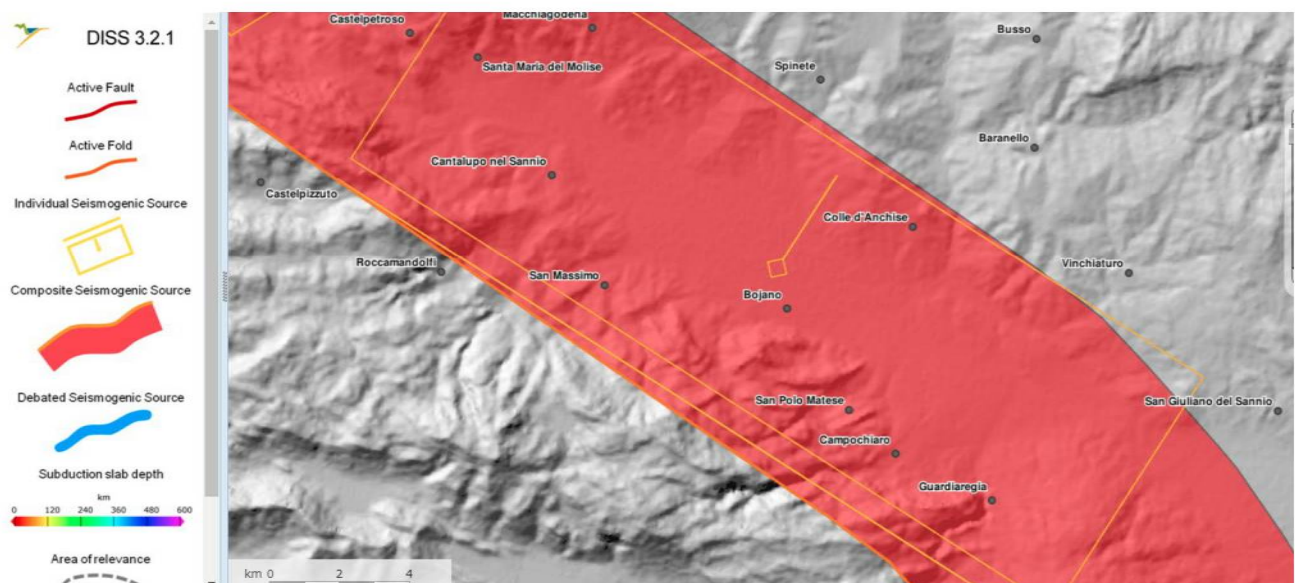 DISS 3.2.1
Active Fault
Active Fold
Individual Seismogenic Source
Composite Seismogenic Source
Debated Seismogenic Source
Subduction slab depth
km
0 120 240 360 480 600
Area of relevance
Castelpetroso
Macchiagodena
Busso
Santa Maria del Molise
Spinete
Baranello
Cantalupo nel Sannio
Castelpizzuto
Colle d'Anchise
Roccamandolfi
Vinchiaturo
San Massimo
Bojano
San Polo Matese
San Giuliano del Sannio
Campochiaro
Guardiaregia
km 0 2 4